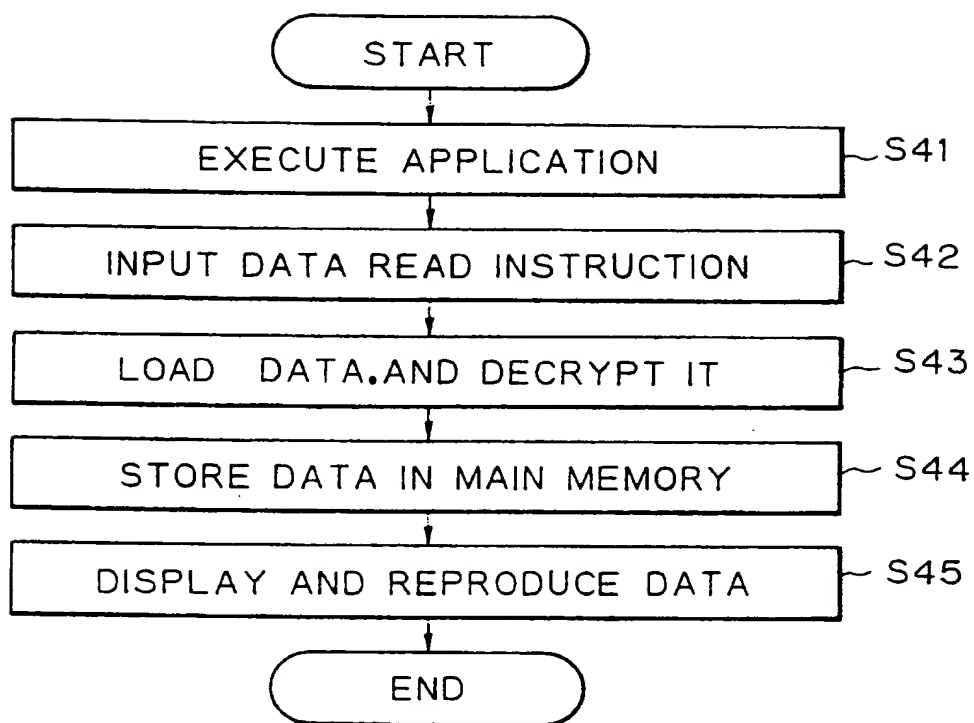 START
EXECUTE APPLICATION S41
INPUT DATA READ INSTRUCTION S42
LOAD DATA.AND DECRYPT IT S43
STORE DATA IN MAIN MEMORY S44
DISPLAY AND REPRODUCE DATA S45
END